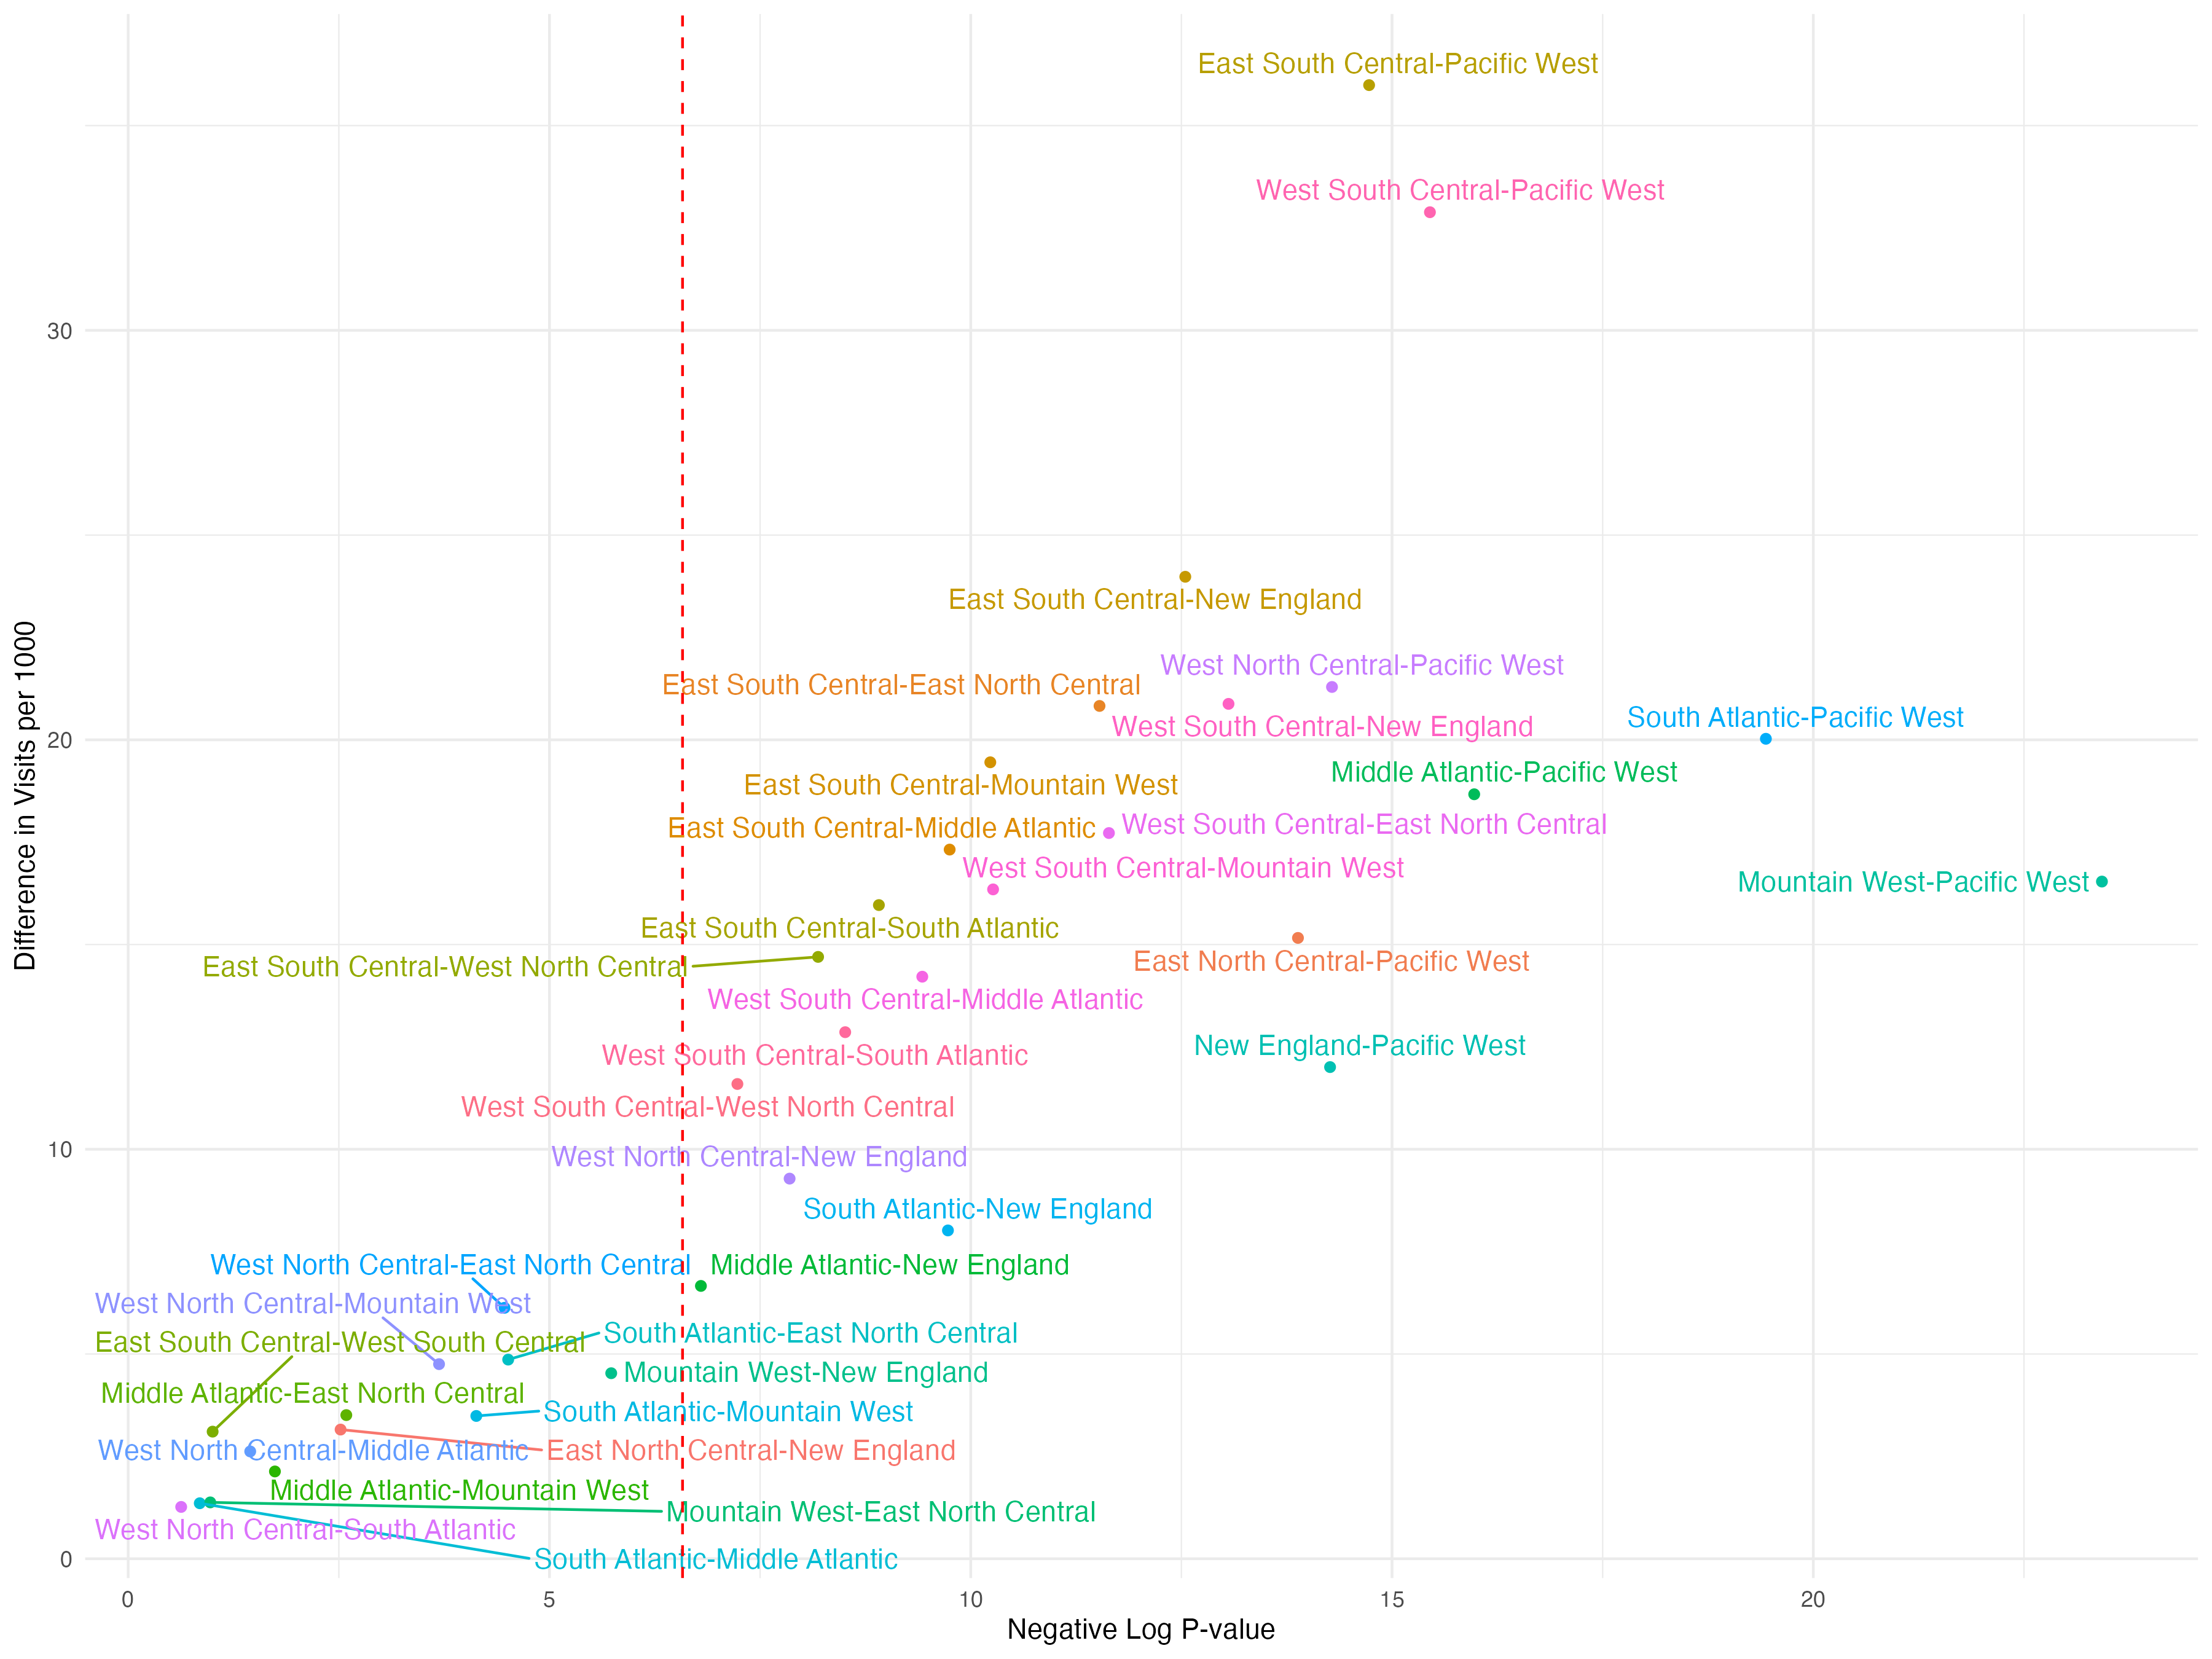 East South Central-Pacific West
West South Central-Pacific West
30
East South Central-New England
West North Central-Pacific West
East South Central-East North Central
South Atlantic-Pacific West
West South Central-New England
20
Middle Atlantic-Pacific West
East South Central-Mountain West
West South Central-East North Central
East South Central-Middle Atlantic
West South Central-Mountain West
Mountain West-Pacific West
East South Central-South Atlantic
East North Central-Pacific West
East South Central-West North Central
West South Central-Middle Atlantic
New England-Pacific West
West South Central-South Atlantic
West South Central-West North Central
10
West North Central-New England
South Atlantic-New England
West North Central-East North Central
Middle Atlantic-New England
West North Central-Mountain West
South Atlantic-East North Central
East South Central-West South Central
Mountain West-New England
Middle Atlantic-East North Central
South Atlantic-Mountain West
West North Central-Middle Atlantic
East North Central-New England
Middle Atlantic-Mountain West
Mountain West-East North Central
West North Central-South Atlantic
South Atlantic-Middle Atlantic
0
0
5
10
15
20
Negative Log P-value
Difference in Visits per 1000